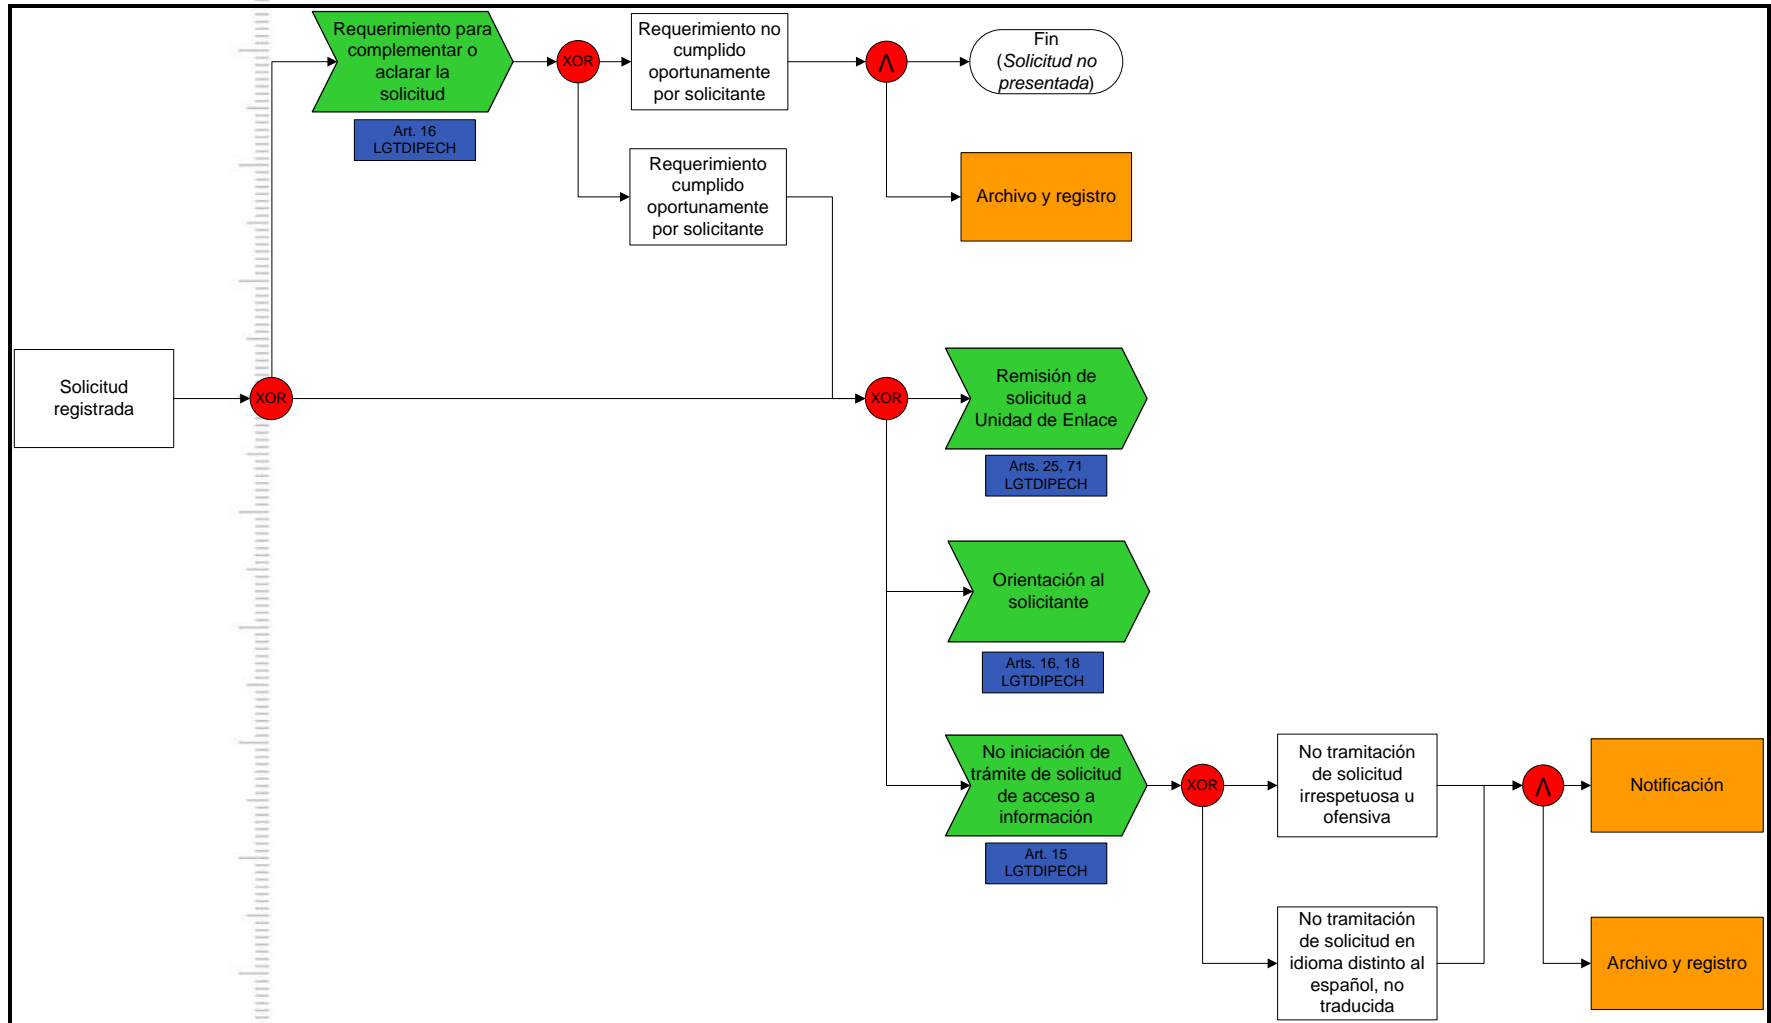 Requerimiento para
complementar o
aclarar la
solicitud
Art. 16
LGTDIPECH
XOR
Requerimiento no
cumplido
oportunamente
por solicitante
Λ
Fin
(Solicitud no
presentada)
Requerimiento
cumplido
oportunamente
por solicitante
Archivo y registro
Solicitud
registrada
XOR
XOR
Remisión de
solicitud a
Unidad de Enlace
Arts. 25, 71
LGTDIPECH
Orientación al
solicitante
Arts. 16, 18
LGTDIPECH
No iniciación de
trámite de solicitud
de acceso a
información
Art. 15
LGTDIPECH
XOR
No tramitación
de solicitud
irrespetuosa u
ofensiva
Λ
Notificación
No tramitación
de solicitud en
idioma distinto al
español, no
traducida
Archivo y registro